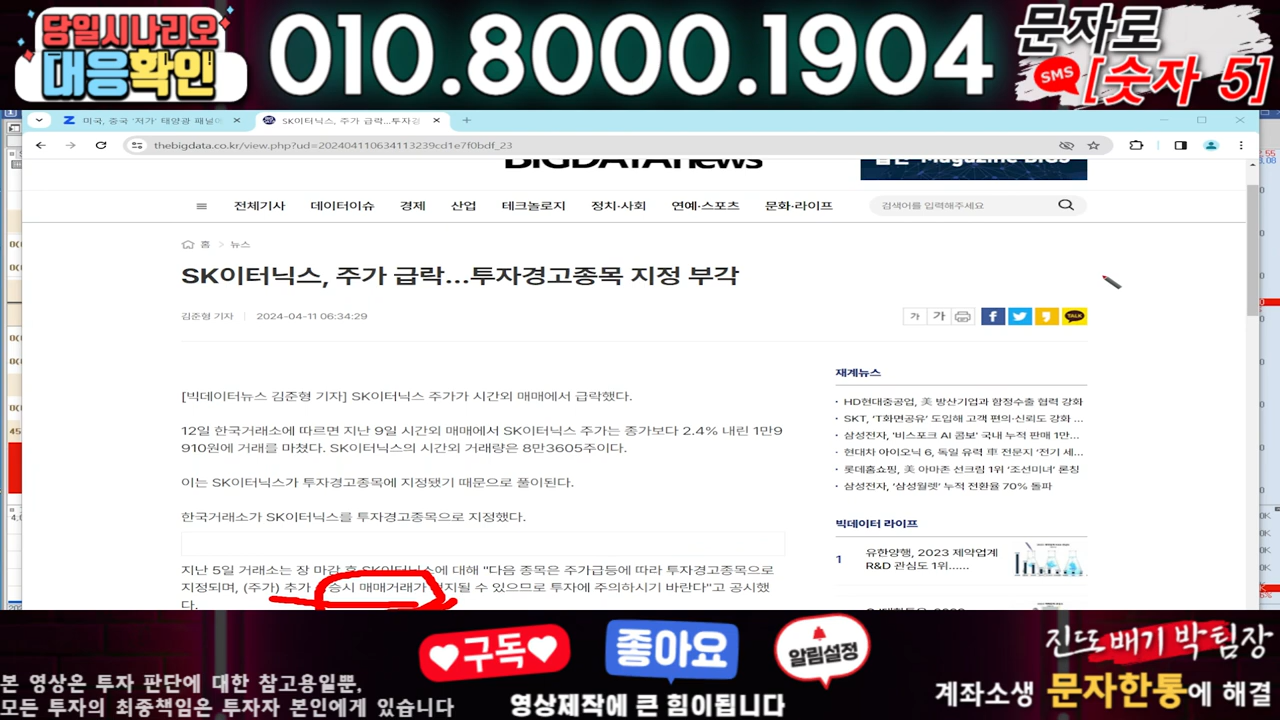 당일시나리오
대응확인
010.8000.1904
문자로
SMS
[숫자 5]
미국, 중국 '저가' 태양광 패널이
SK이터닉스, 주가 급락...투자경
thebigdata.co.kr/view.php?ud=202404110634113239cd1e7f0bdf_23
BIGDATAnews
전체기사 데이터이슈 경제 산업 테크놀로지 정치·사회 연예·스포츠 문화·라이프
검색어를 입력해주세요
홈 > 뉴스
SK이터닉스, 주가 급락...투자경고종목 지정 부각
김준형 기자 2024-04-11 06:34:29
가 가
TALK
[빅데이터뉴스 김준형 기자] SK이터닉스 주가가 시간외 매매에서 급락했다.
12일 한국거래소에 따르면 지난 9일 시간외 매매에서 SK이터닉스 주가는 종가보다 2.4% 내린 1만9
910원에 거래를 마쳤다. SK이터닉스의 시간외 거래량은 8만3605주이다.
이는 SK이터닉스가 투자경고종목에 지정됐기 때문으로 풀이된다.
한국거래소가 SK이터닉스를 투자경고종목으로 지정했다.
지난 5일 거래소는 장 마감 후 SK이터닉스에 대해 "다음 종목은 주가급등에 따라 투자경고종목으로
지정되며, (주가) 추가 상승시 매매거래가 정지될 수 있으므로 투자에 주의하시기 바란다"고 공시했
다.
재계뉴스
· HD현대중공업, 美 방산기업과 함정수출 협력 강화
· SKT, 'T화면공유' 도입해 고객 편의·신뢰도 강화 ...
· 삼성전자, '비스포크 AI 콤보' 국내 누적 판매 1만...
· 현대차 아이오닉 6, 독일 유력 車 전문지 '전기 세...
· 롯데홈쇼핑, 美 아마존 선크림 1위 '조선미녀' 론칭
· 삼성전자, '삼성월렛' 누적 전환율 70% 돌파
빅데이터 라이프
1 유한양행, 2023 제약업계
R&D 관심도 1위......
구독
좋아요
알림설정
영상제작에 큰 힘이됩니다
본 영상은 투자 판단에 대한 참고용일뿐,
모든 투자의 최종책임은 투자자 본인에게 있습니다
진또배기 박팀장
계좌소생 문자한통에 해결